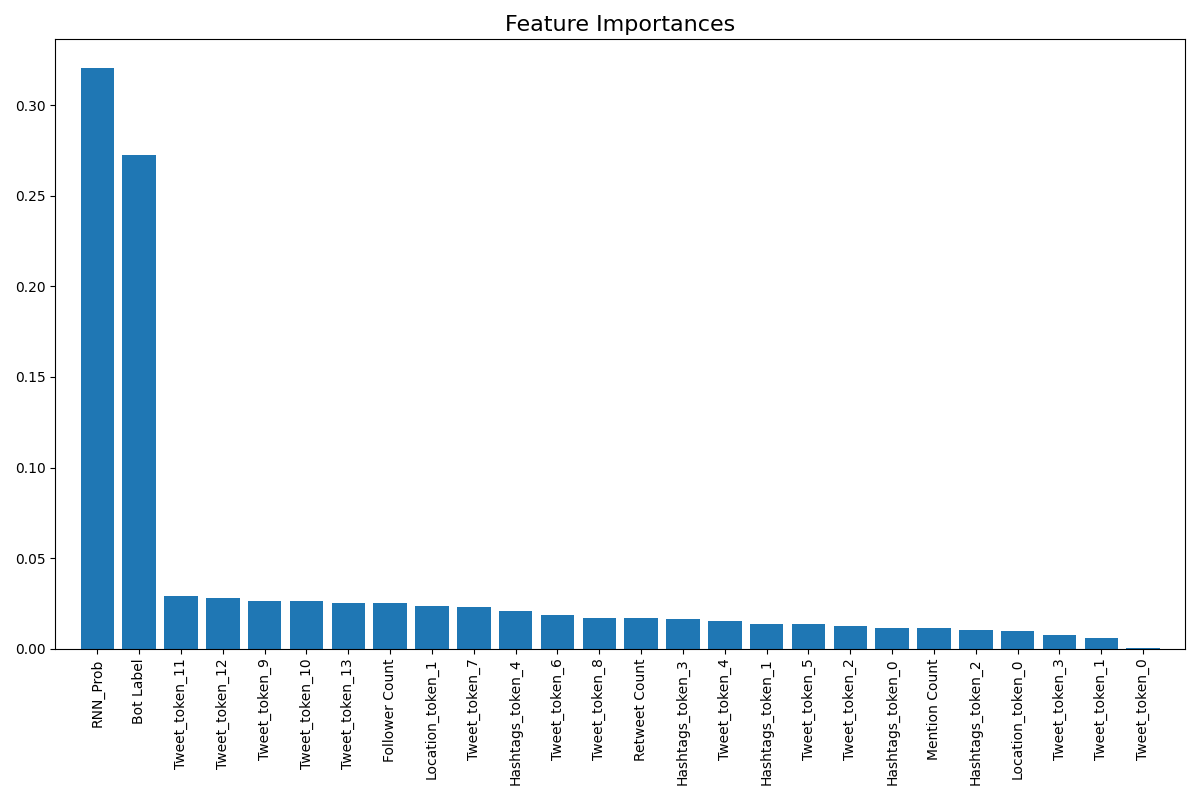 Feature Importances
0.30
0.25
0.20
0.15
0.10
0.05
0.00
RNN_Prob
Bot Label
Tweet_token_11
Tweet_token_12
Tweet_token_9
Tweet_token_10
Tweet_token_13
Follower Count
Location_token_1
Tweet_token_7
Hashtags_token_4
Tweet_token_6
Tweet_token_8
Retweet Count
Hashtags_token_3
Tweet_token_4
Hashtags_token_1
Tweet_token_5
Tweet_token_2
Hashtags_token_0
Mention Count
Hashtags_token_2
Location_token_0
Tweet_token_3
Tweet_token_1
Tweet_token_0